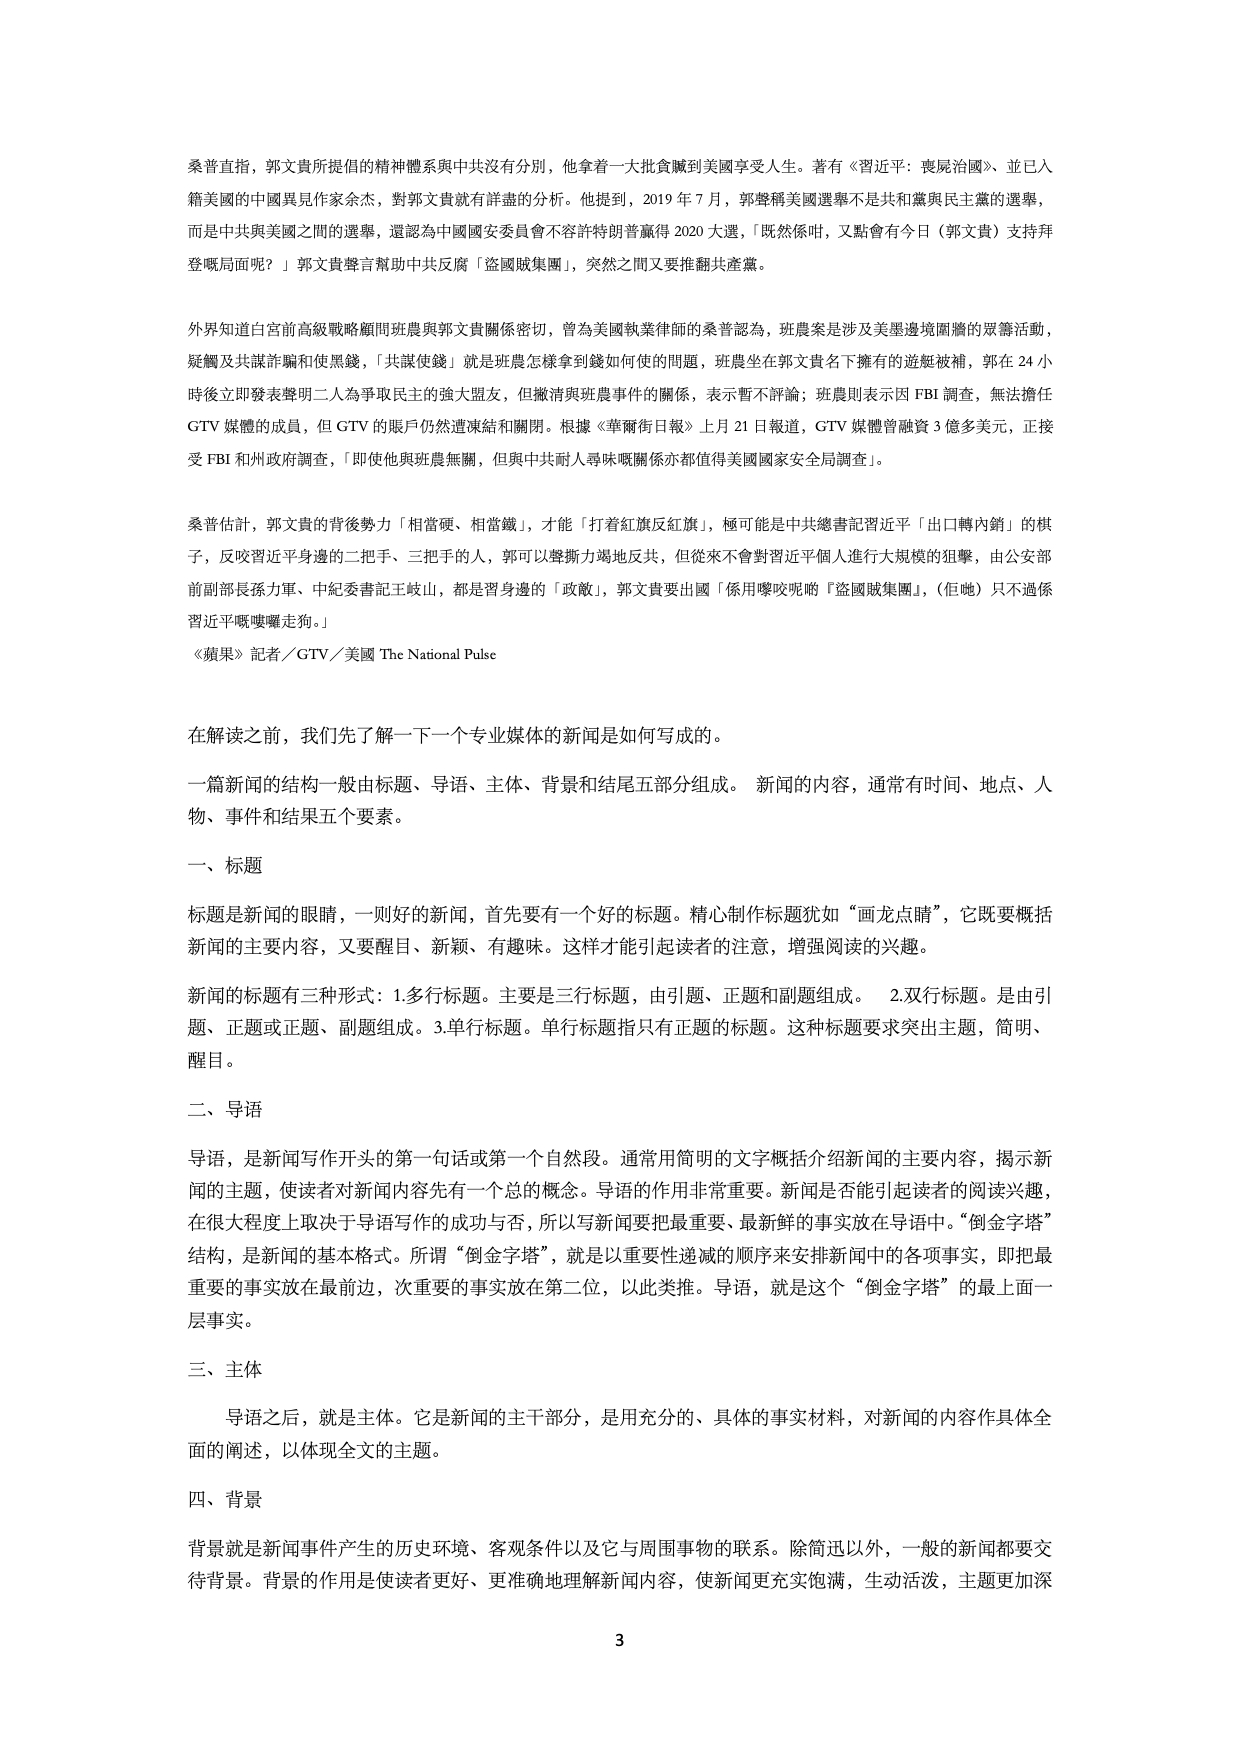 桑普直指，郭文貴所提倡的精神體系與中共沒有分別，他拿着一大批貪贓到美國享受人生。著有《習近平：喪屍治國》、並已入
籍美國的中國異見作家余杰，對郭文貴就有詳盡的分析。他提到，2019 年 7 月，郭聲稱美國選舉不是共和黨與民主黨的選舉，
而是中共與美國之間的選舉，還認為中國國安委員會不容許特朗普贏得 2020 大選，「既然係咁，又點會有今日（郭文貴）支持拜
登嘅局面呢？」郭文貴聲言幫助中共反腐「盜國賊集團」，突然之間又要推翻共產黨。
外界知道白宮前高級戰略顧問班農與郭文貴關係密切，曾為美國執業律師的桑普認為，班農案是涉及美墨邊境圍牆的眾籌活動，
疑觸及共謀詐騙和使黑錢，「共謀使錢」就是班農怎樣拿到錢如何使的問題，班農坐在郭文貴名下擁有的遊艇被補，郭在 24 小
時後立即發表聲明二人為爭取民主的強大盟友，但撇清與班農事件的關係，表示暫不評論；班農則表示因 FBI 調查，無法擔任
GTV 媒體的成員，但 GTV 的賬戶仍然遭凍結和關閉。根據《華爾街日報》上月 21 日報道，GTV 媒體曾融資 3 億多美元，正接
受 FBI 和州政府調查，「即使他與班農無關，但與中共耐人尋味嘅關係亦都值得美國國家安全局調查」。
桑普估計，郭文貴的背後勢力「相當硬、相當鐵」，才能「打着紅旗反紅旗」，極可能是中共總書記習近平「出口轉內銷」的棋
子，反咬習近平身邊的二把手、三把手的人，郭可以聲撕力竭地反共，但從來不會對習近平個人進行大規模的狙擊，由公安部
前副部長孫力軍、中紀委書記王岐山，都是習身邊的「政敵」，郭文貴要出國「係用嚟咬呢啲『盜國賊集團』，（佢哋）只不過係
習近平嘅嘍囉走狗。」
《蘋果》記者／GTV／美國 The National Pulse
在解读之前，我们先了解一下一个专业媒体的新闻是如何写成的。
一篇新闻的结构一般由标题、导语、主体、背景和结尾五部分组成。 新闻的内容，通常有时间、地点、人
物、事件和结果五个要素。
一、标题
标题是新闻的眼睛，一则好的新闻，首先要有一个好的标题。精心制作标题犹如“画龙点睛”，它既要概括
新闻的主要内容，又要醒目、新颖、有趣味。这样才能引起读者的注意，增强阅读的兴趣。
新闻的标题有三种形式：1.多行标题。主要是三行标题，由引题、正题和副题组成。 2.双行标题。是由引
题、正题或正题、副题组成。3.单行标题。单行标题指只有正题的标题。这种标题要求突出主题，简明、
醒目。
二、导语
导语，是新闻写作开头的第一句话或第一个自然段。通常用简明的文字概括介绍新闻的主要内容，揭示新
闻的主题，使读者对新闻内容先有一个总的概念。导语的作用非常重要。新闻是否能引起读者的阅读兴趣，
在很大程度上取决于导语写作的成功与否，所以写新闻要把最重要、最新鲜的事实放在导语中。“倒金字塔”
结构，是新闻的基本格式。所谓“倒金字塔”，就是以重要性递减的顺序来安排新闻中的各项事实，即把最
重要的事实放在最前边，次重要的事实放在第二位，以此类推。导语，就是这个“倒金字塔”的最上面一
层事实。
三、主体
导语之后，就是主体。它是新闻的主干部分，是用充分的、具体的事实材料，对新闻的内容作具体全
面的阐述，以体现全文的主题。
四、背景
背景就是新闻事件产生的历史环境、客观条件以及它与周围事物的联系。除简迅以外，一般的新闻都要交
待背景。背景的作用是使读者更好、更准确地理解新闻内容，使新闻更充实饱满，生动活泼，主题更加深
3